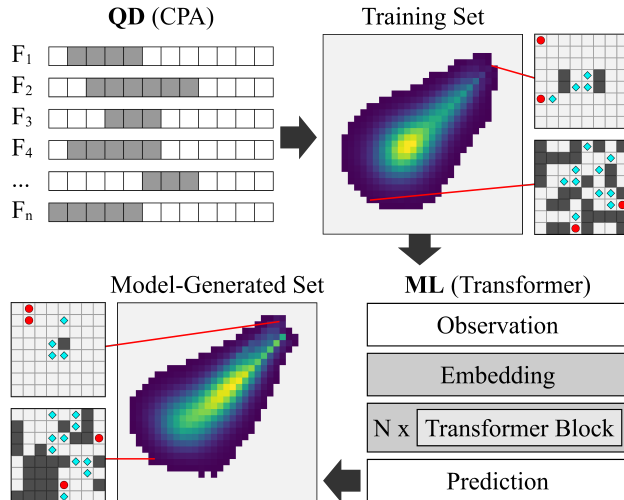 QD (CPA)
F1
F2
F3
F4
...
Fn
Training Set
ML (Transformer)
Observation
Embedding
N x Transformer Block
Prediction
Model-Generated Set